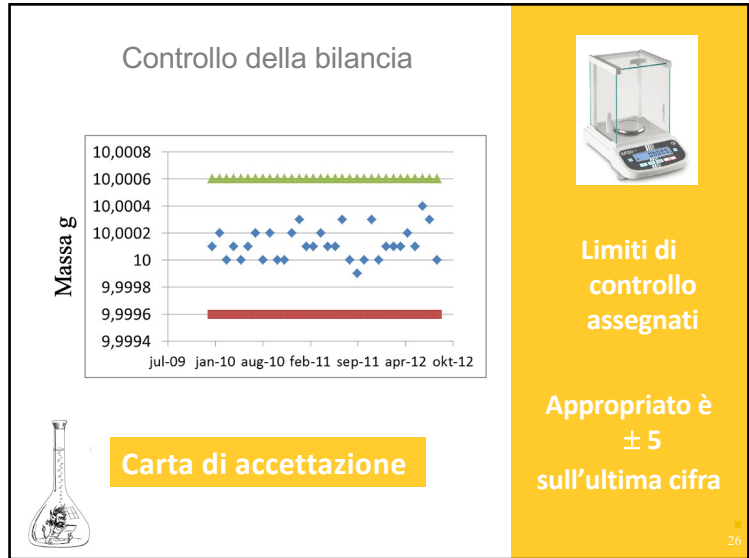 Controllo della bilancia
10,0008
10,0006
10,0004
10,0002
10
9,9998
9,9996
9,9994
Massa g
jul-09 jan-10 aug-10 feb-11 sep-11 apr-12 okt-12
Carta di accettazione
Limiti di
controllo
assegnati
Appropriato è
± 5
sull'ultima cifra
26